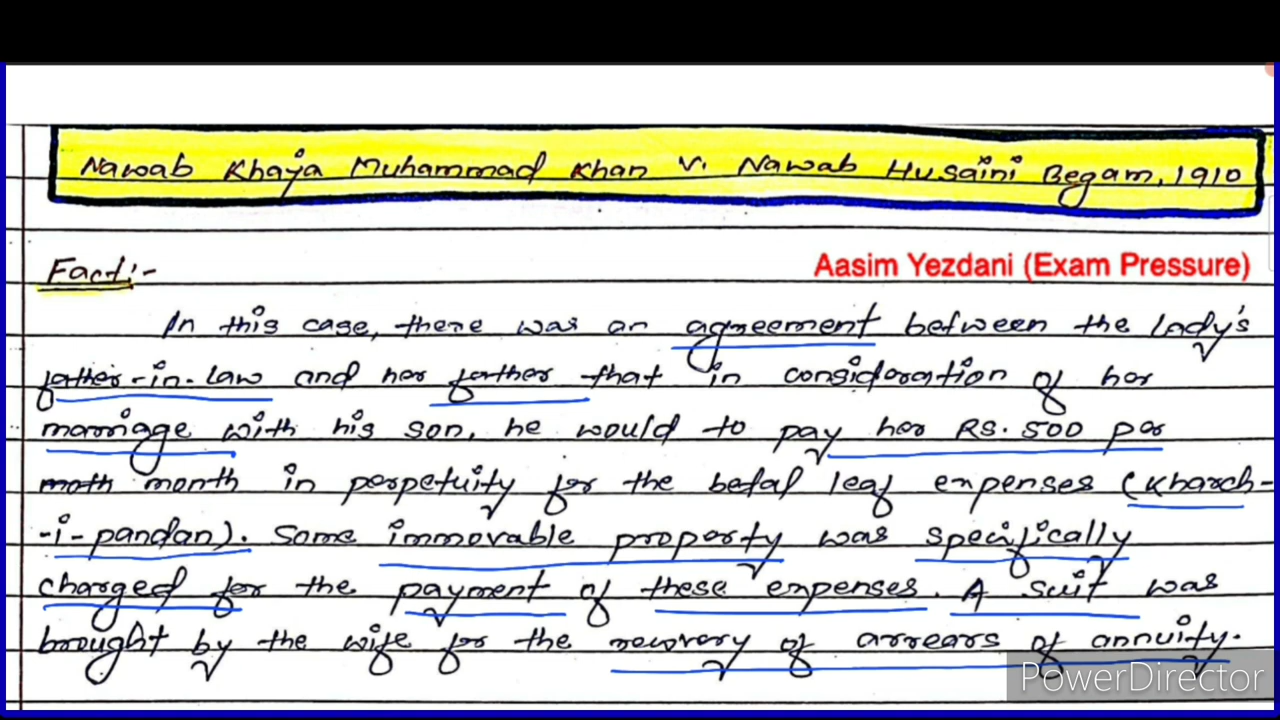 Nawab Khaja Muhammad Khan v. Nawab Husaini Begam, 1910
Fact:-
Aasim Yezdani (Exam Pressure)
In this case, there was an agreement between the lady's
father-in-law and her farther that in consideration of her
marriage with his son, he would to pay her RS. 500 per
moth month in perpetuity for the betal leaf expenses (kharch-
-i-pandan). Some immovable property was specifically
charged for the payment of these expenses. A suit was
brought by the wife for the recovery of arrears of annuity.
PowerDirector